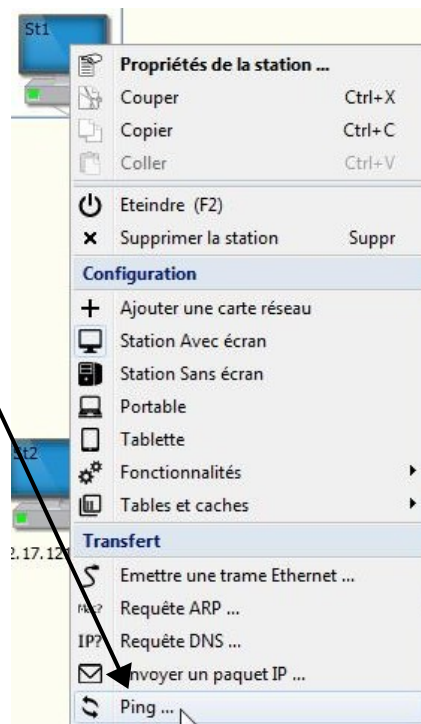 St1
Propriétés de la station ...
Couper Ctrl+X
Copier Ctrl+C
Coller Ctrl+V
Eteindre (F2)
Supprimer la station Suppr
Configuration
Ajouter une carte réseau
Station Avec écran
Station Sans écran
Portable
Tablette
St2
Fonctionnalités
Tables et caches
Transfert
2.17.12
Emettre une trame Ethernet ...
Requête ARP ...
IP? Requête DNS ...
Envoyer un paquet IP ...
Ping ...